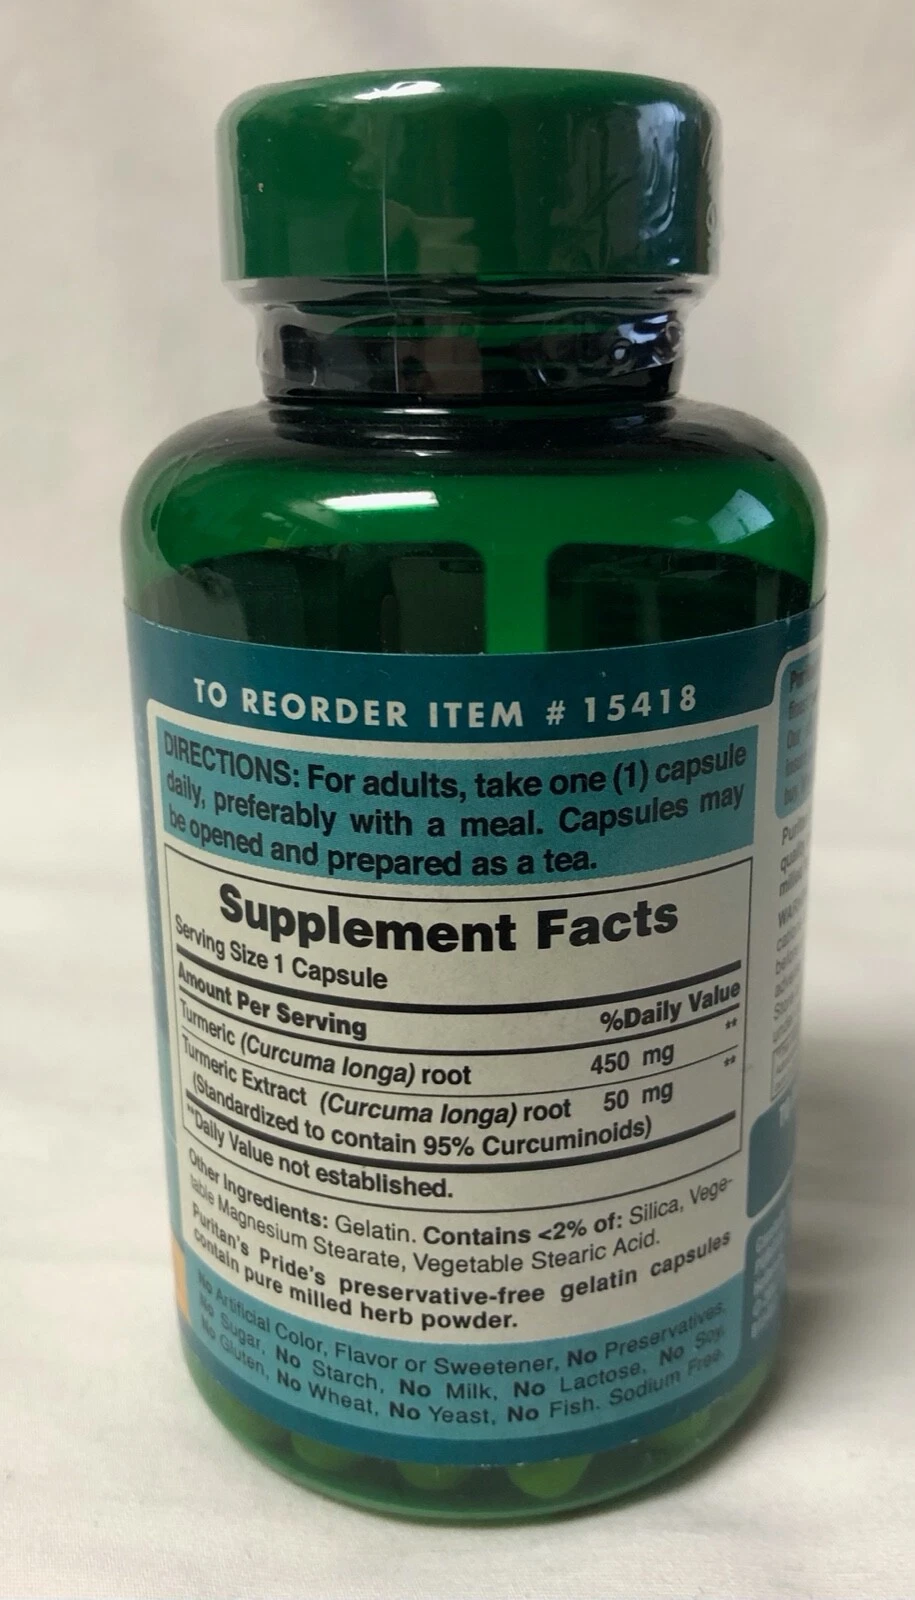 TO REORDER ITEM # 15418
DIRECTIONS: For adults, take one (1) capsule
daily, preferably with a meal. Capsules may
be opened and prepared as a tea.
Supplement Facts
Serving Size 1 Capsule
Amount Per Serving %Daily Value
Turmeric (Curcuma longa) root 450 mg **
Turmeric Extract (Curcuma longa) root 50 mg **
(Standardized to contain 95% Curcuminoids)
**Daily Value not established.
Other Ingredients: Gelatin. Contains <2% of: Silica, Vege-
table Magnesium Stearate, Vegetable Stearic Acid.
Puritan's Pride's preservative-free gelatin capsules
contain pure milled herb powder.
No Artificial Color, Flavor or Sweetener, No Preservatives,
No Sugar, No Starch, No Milk, No Lactose, No Soy,
No Gluten, No Wheat, No Yeast, No Fish. Sodium Free.